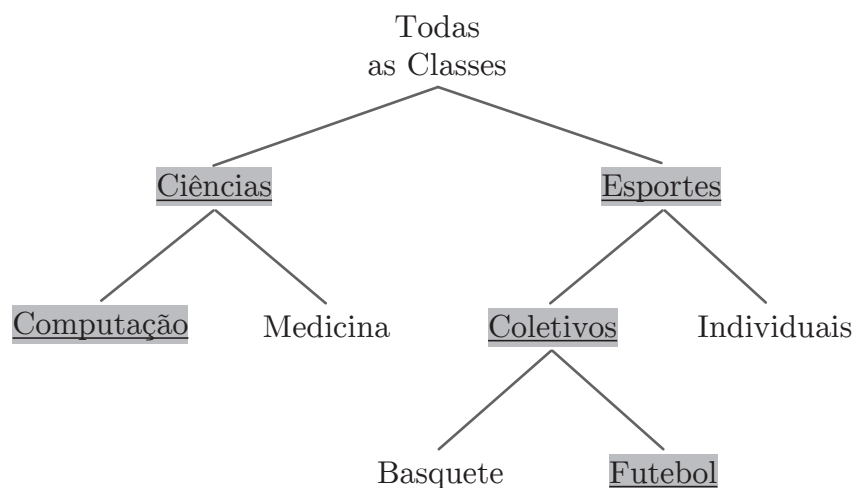 Todas
as Classes
Ciências
Esportes
Computação
Medicina
Coletivos
Individuais
Basquete
Futebol